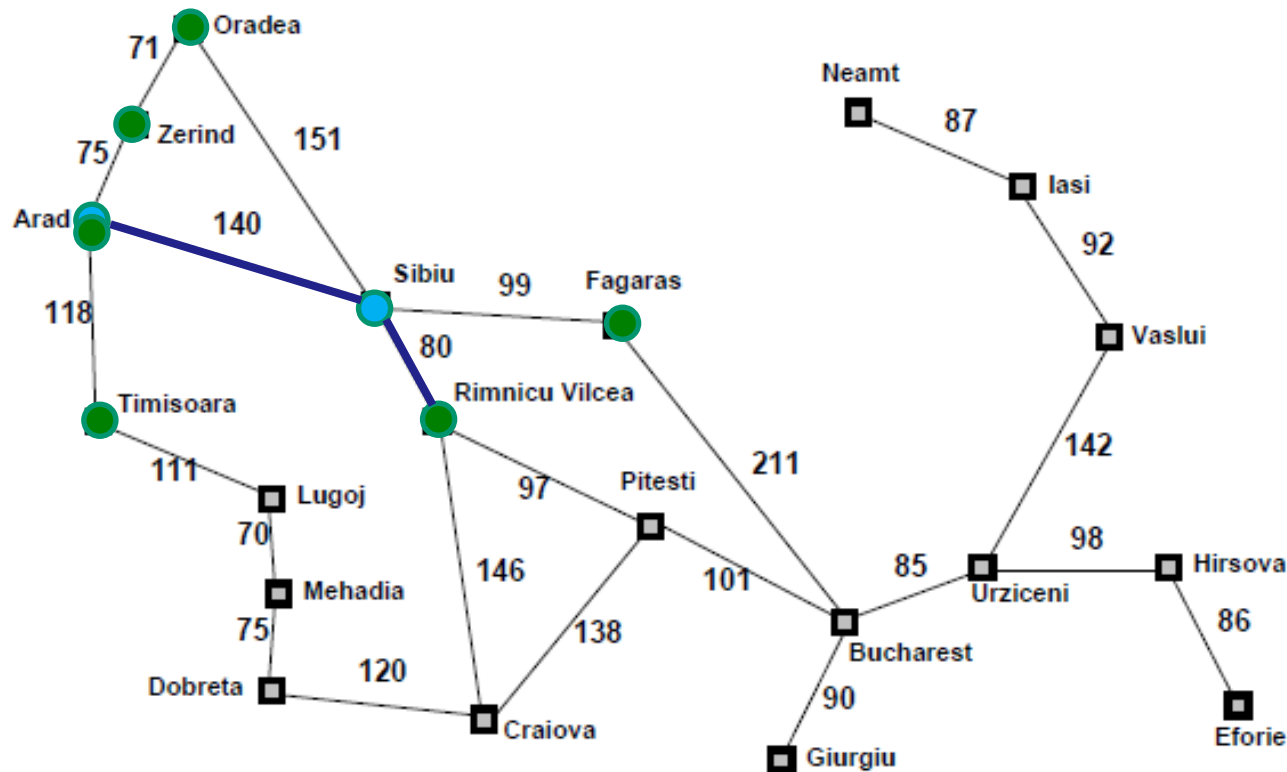 Oradea
71
Neamt
87
Zerind
151
75
Iasi
Arad
140
92
Sibiu
99
Fagaras
118
Vaslui
80
Rimnicu Vilcea
Timisoara
142
211
111
97
Pitesti
Lugoj
70
98
146
101
85
Hirsova
Mehadia
Urziceni
75
138
86
Bucharest
120
Dobreta
90
Craiova
Eforie
Giurgiu